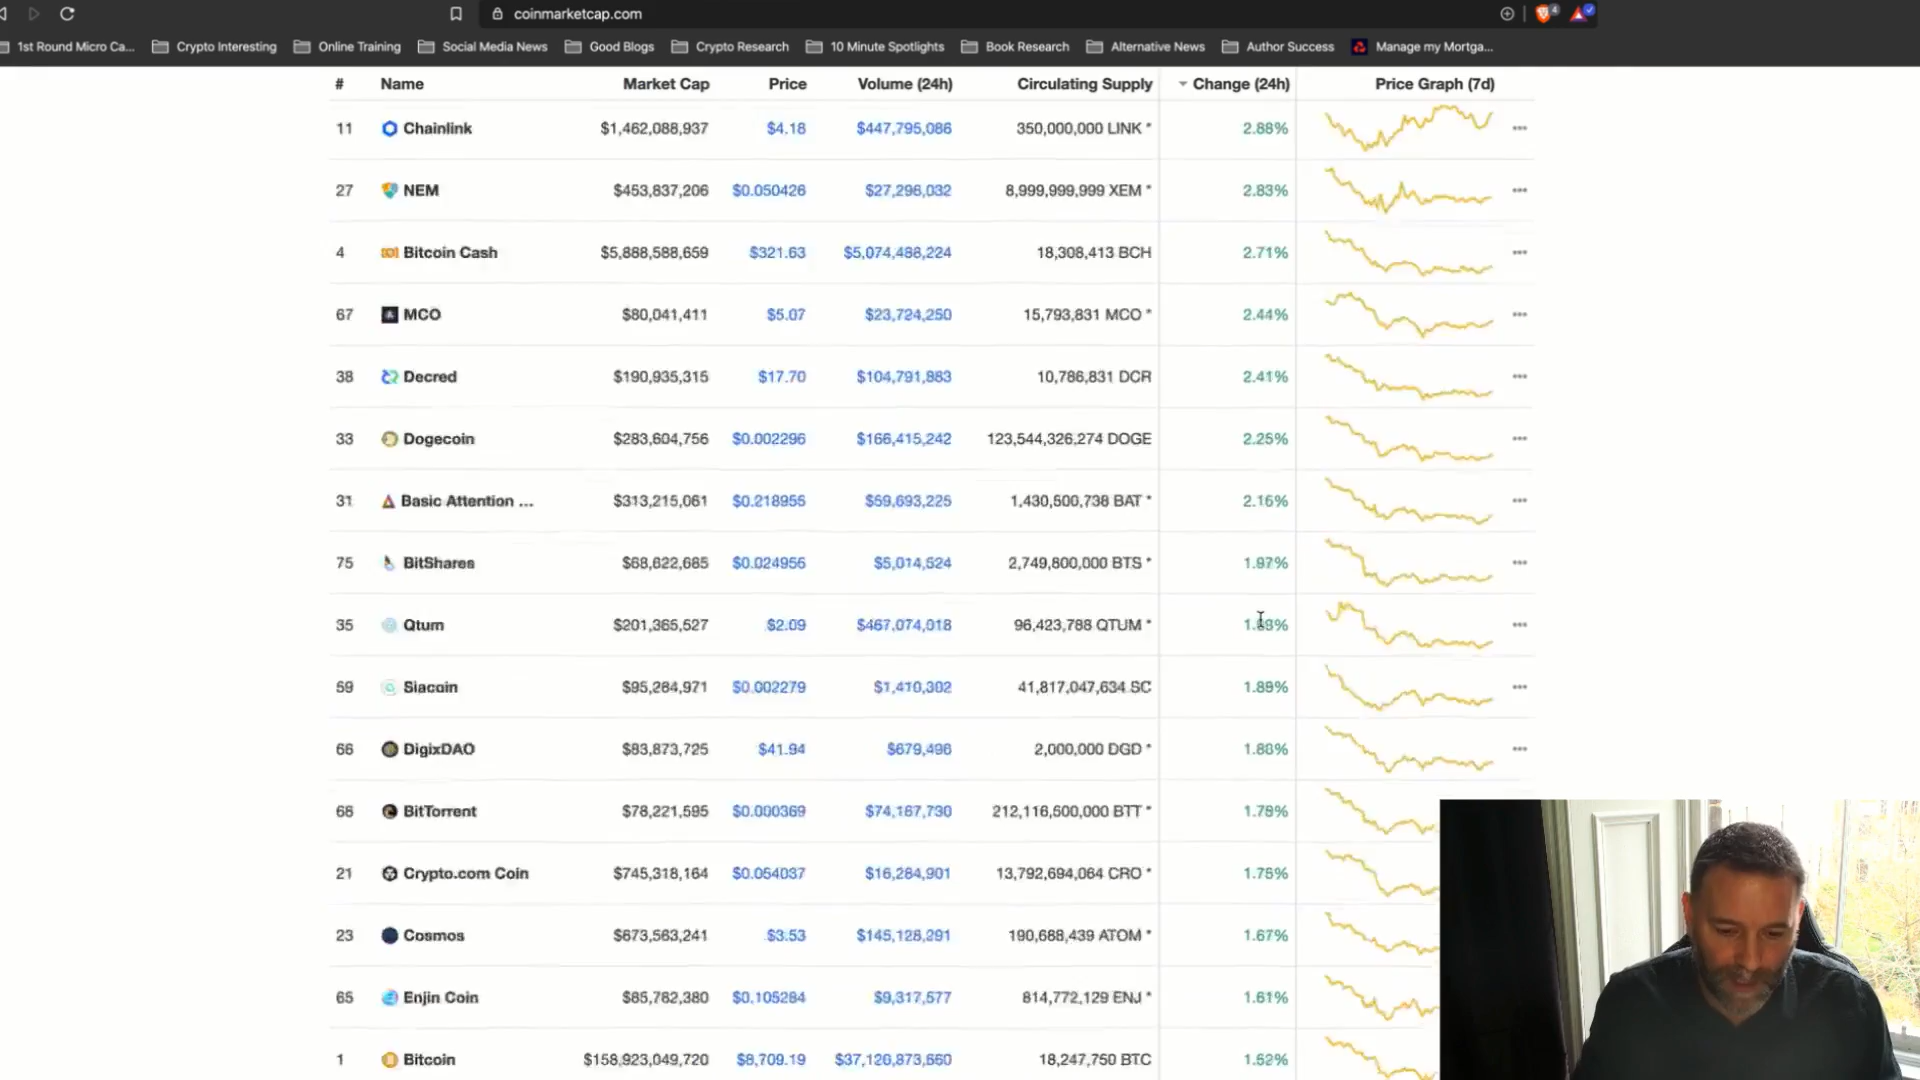 coinmarketcap.com
4
1st Round Micro Ca... Crypto Interesting Online Training Social Media News Good Blogs Crypto Research 10 Minute Spotlights Book Research Alternative News Author Success Manage my Mortga...
# Name Market Cap Price Volume (24h) Circulating Supply Change (24h) Price Graph (7d)
11 Chainlink $1,462,088,937 $4.18 $447,795,086 350,000,000 LINK * 2.88%
27 NEM $453,837,206 $0.050426 $27,296,032 8,999,999,999 XEM * 2.83%
4 Bitcoin Cash $5,888,588,659 $321.63 $5,074,488,224 18,308,413 BCH 2.71%
67 MCO $80,041,411 $5.07 $23,724,250 15,793,831 MCO * 2.44%
38 Decred $190,935,315 $17.70 $104,791,883 10,786,831 DCR 2.41%
33 Dogecoin $283,604,756 $0.002296 $166,415,242 123,544,326,274 DOGE 2.25%
31 Basic Attention ... $313,215,061 $0.218955 $59,693,225 1,430,500,738 BAT * 2.16%
75 BitShares $68,622,685 $0.024956 $5,014,524 2,749,800,000 BTS * 1.97%
35 Qtum $201,365,527 $2.09 $467,074,018 96,423,788 QTUM *
59 Siacoin $95,284,971 $0.002279 $1,410,302 41,817,047,634 SC 1.89%
66 DigixDAO $83,873,725 $41.94 $679,496 2,000,000 DGD * 1.80%
68 BitTorrent $78,221,595 $0.000369 $74,167,730 212,116,500,000 BTT * 1.78%
21 Crypto.com Coin $745,318,164 $0.054037 $16,284,901 13,792,694,064 CRO * 1.75%
23 Cosmos $673,563,241 $3.53 $145,128,291 190,688,439 ATOM * 1.67%
65 Enjin Coin $85,762,380 $0.105284 $9,317,577 814,772,129 ENJ * 1.61%
1 Bitcoin $158,923,049,720 $8,709.19 $37,126,873,660 18,247,750 BTC 1.52%